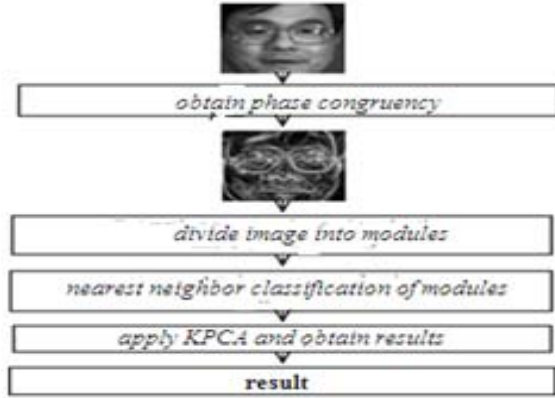 obtain phase congruency
divide image into modules
nearest neighbor classification of modules
apply KPCA and obtain results
result